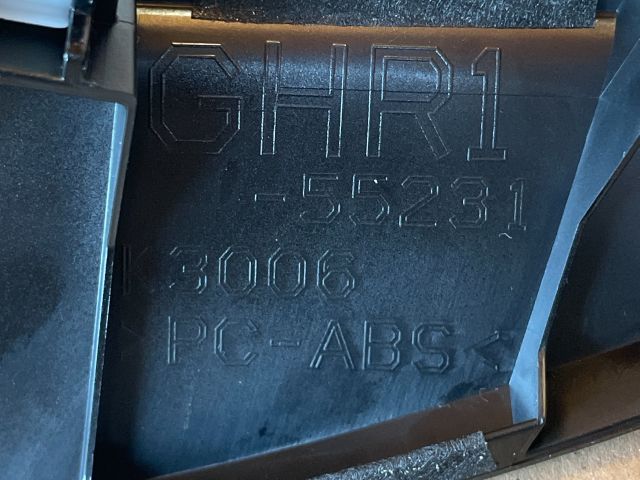 GHR1
-55231
K3006
>PC-ABS<